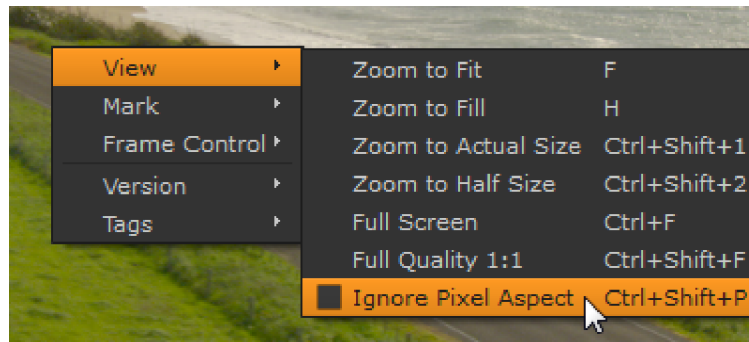 View
Mark
Frame Control
Version
Tags
Zoom to Fit F
Zoom to Fill H
Zoom to Actual Size Ctrl+Shift+1
Zoom to Half Size Ctrl+Shift+2
Full Screen Ctrl+F
Full Quality 1:1 Ctrl+Shift+F
Ignore Pixel Aspect Ctrl+Shift+P